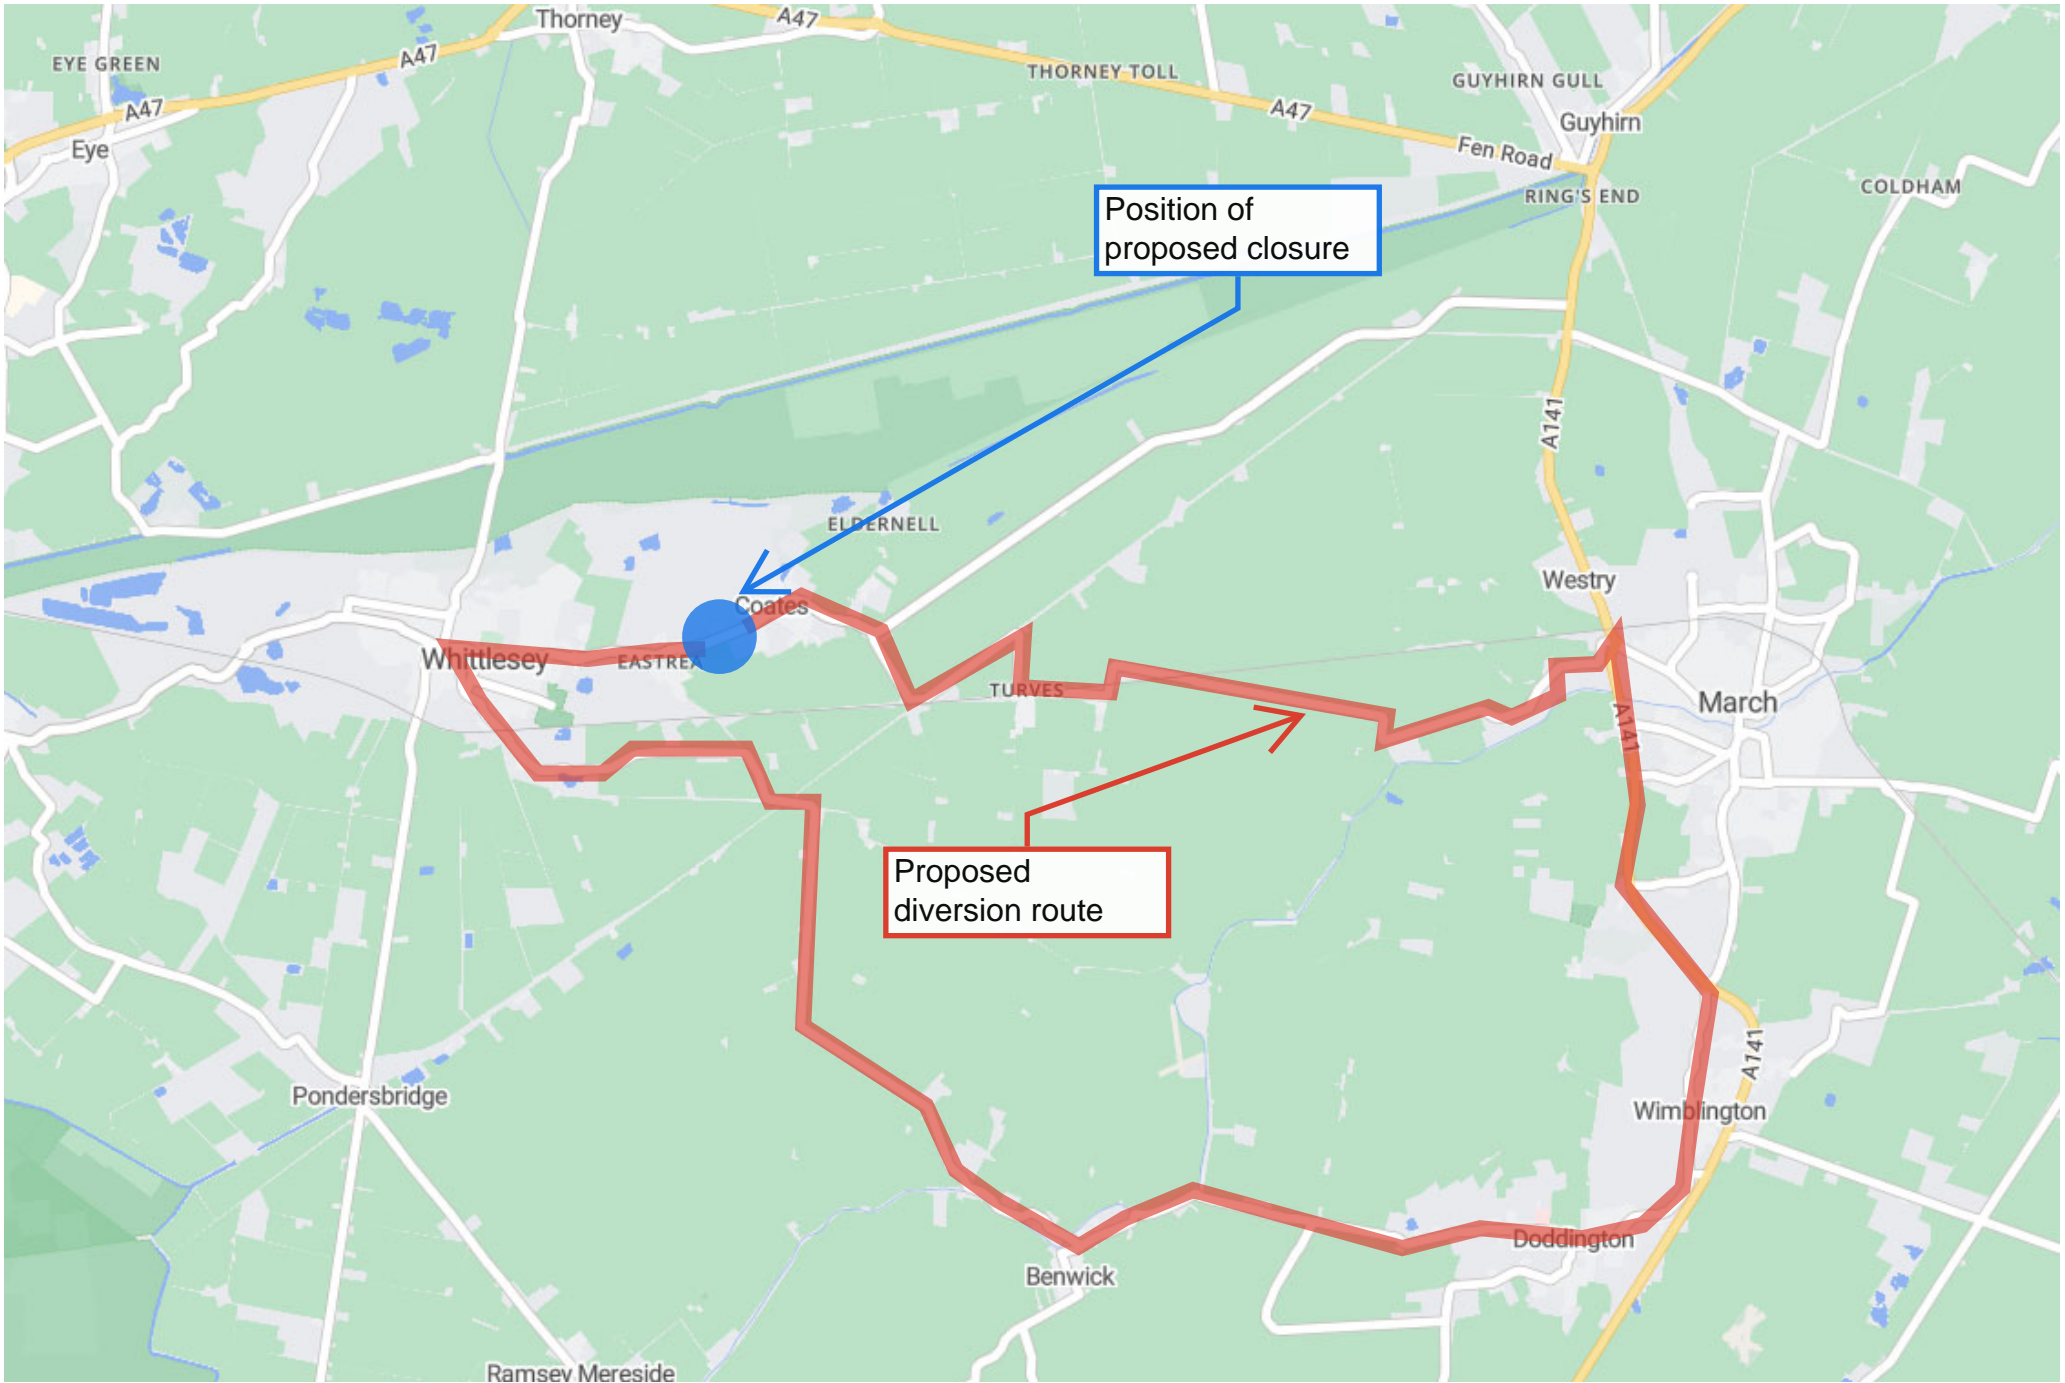 Thorney
A47
A47
EYE GREEN
THORNEY TOLL
GUYHIRN GULL
A47
A47
Guyhirn
Eye
Fen Road
COLDHAM
RING'S END
Position of
proposed closure
A141
ELDERNELL
Westry
Coates
Whittlesey
EASTREA
TURVES
March
A141
Proposed
diversion route
A141
Pondersbridge
Wimblington
Doddington
Benwick
Ramsey Mereside